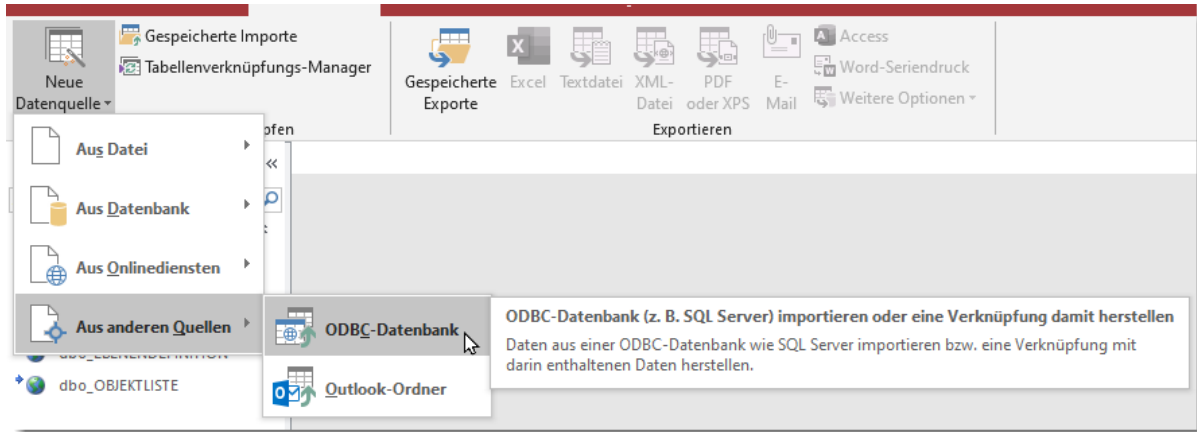 Neue
Datenquelle
Gespeicherte Importe
Tabellenverknüpfungs-Manager
Gespeicherte
Exporte
Excel
Textdatei
XML-
Datei
PDF
oder XPS
E-
Mail
Access
Word-Seriendruck
Weitere Optionen
Exportieren
Aus Datei
Aus Datenbank
Aus Onlinediensten
Aus anderen Quellen
ODBC-Datenbank
Outlook-Ordner
ODBC-Datenbank (z. B. SQL Server) importieren oder eine Verknüpfung damit herstellen
Daten aus einer ODBC-Datenbank wie SQL Server importieren bzw. eine Verknüpfung mit
darin enthaltenen Daten herstellen.
dbo_OBJEKTLISTE